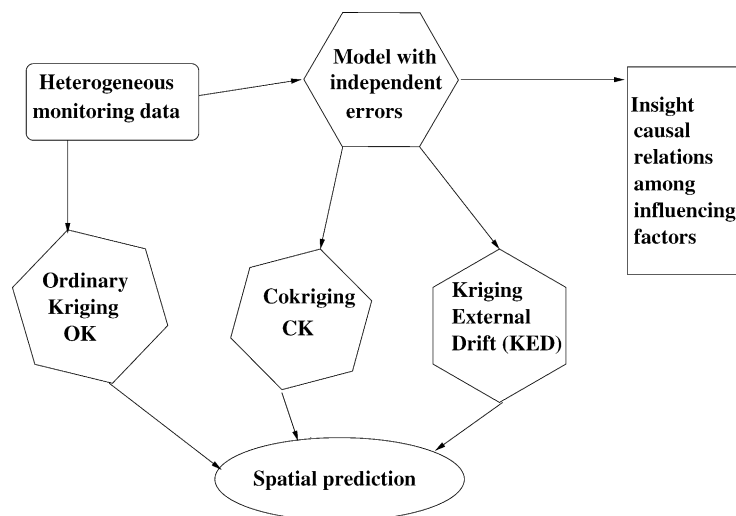 Model with
independent
errors
Heterogeneous
monitoring data
Insight
causal
relations
among
influencing
factors
Ordinary
Kriging
OK
Cokriging
CK
Kriging
External
Drift (KED)
Spatial prediction